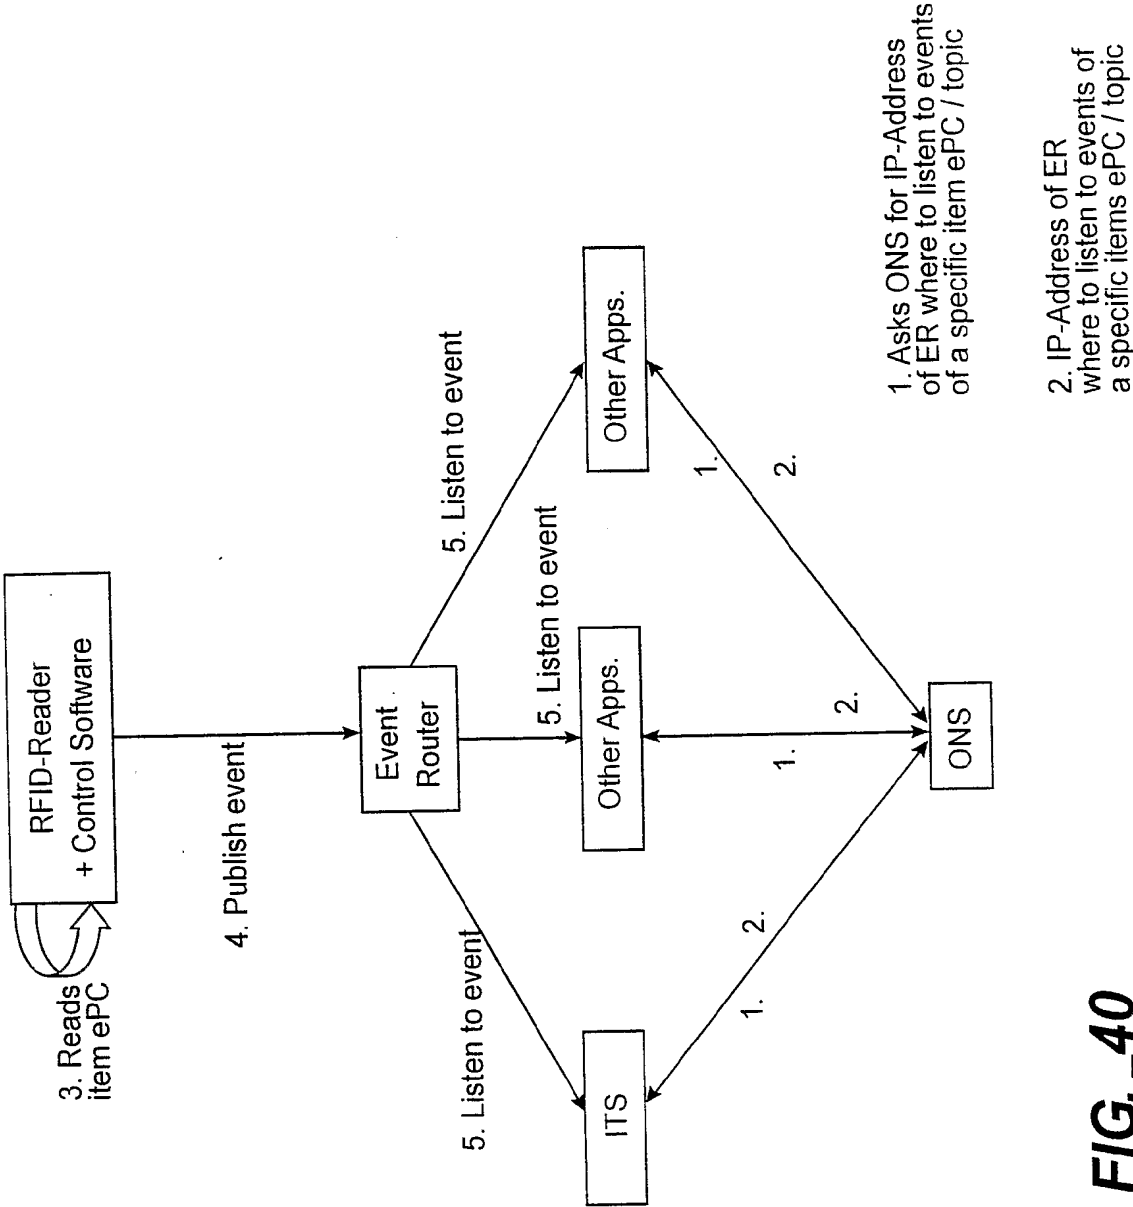 RFID-Reader
+ Control Software
3. Reads
item ePC
4. Publish event
Event
Router
5. Listen to event
5. Listen to event
5. Listen to event
ITS
Other Apps.
Other Apps.
1.
2.
1.
2.
1.
2.
ONS
1. Asks ONS for IP-Address
of ER where to listen to events
of a specific item ePC / topic
2. IP-Address of ER
where to listen to events of
a specific items ePC / topic
FIG._40